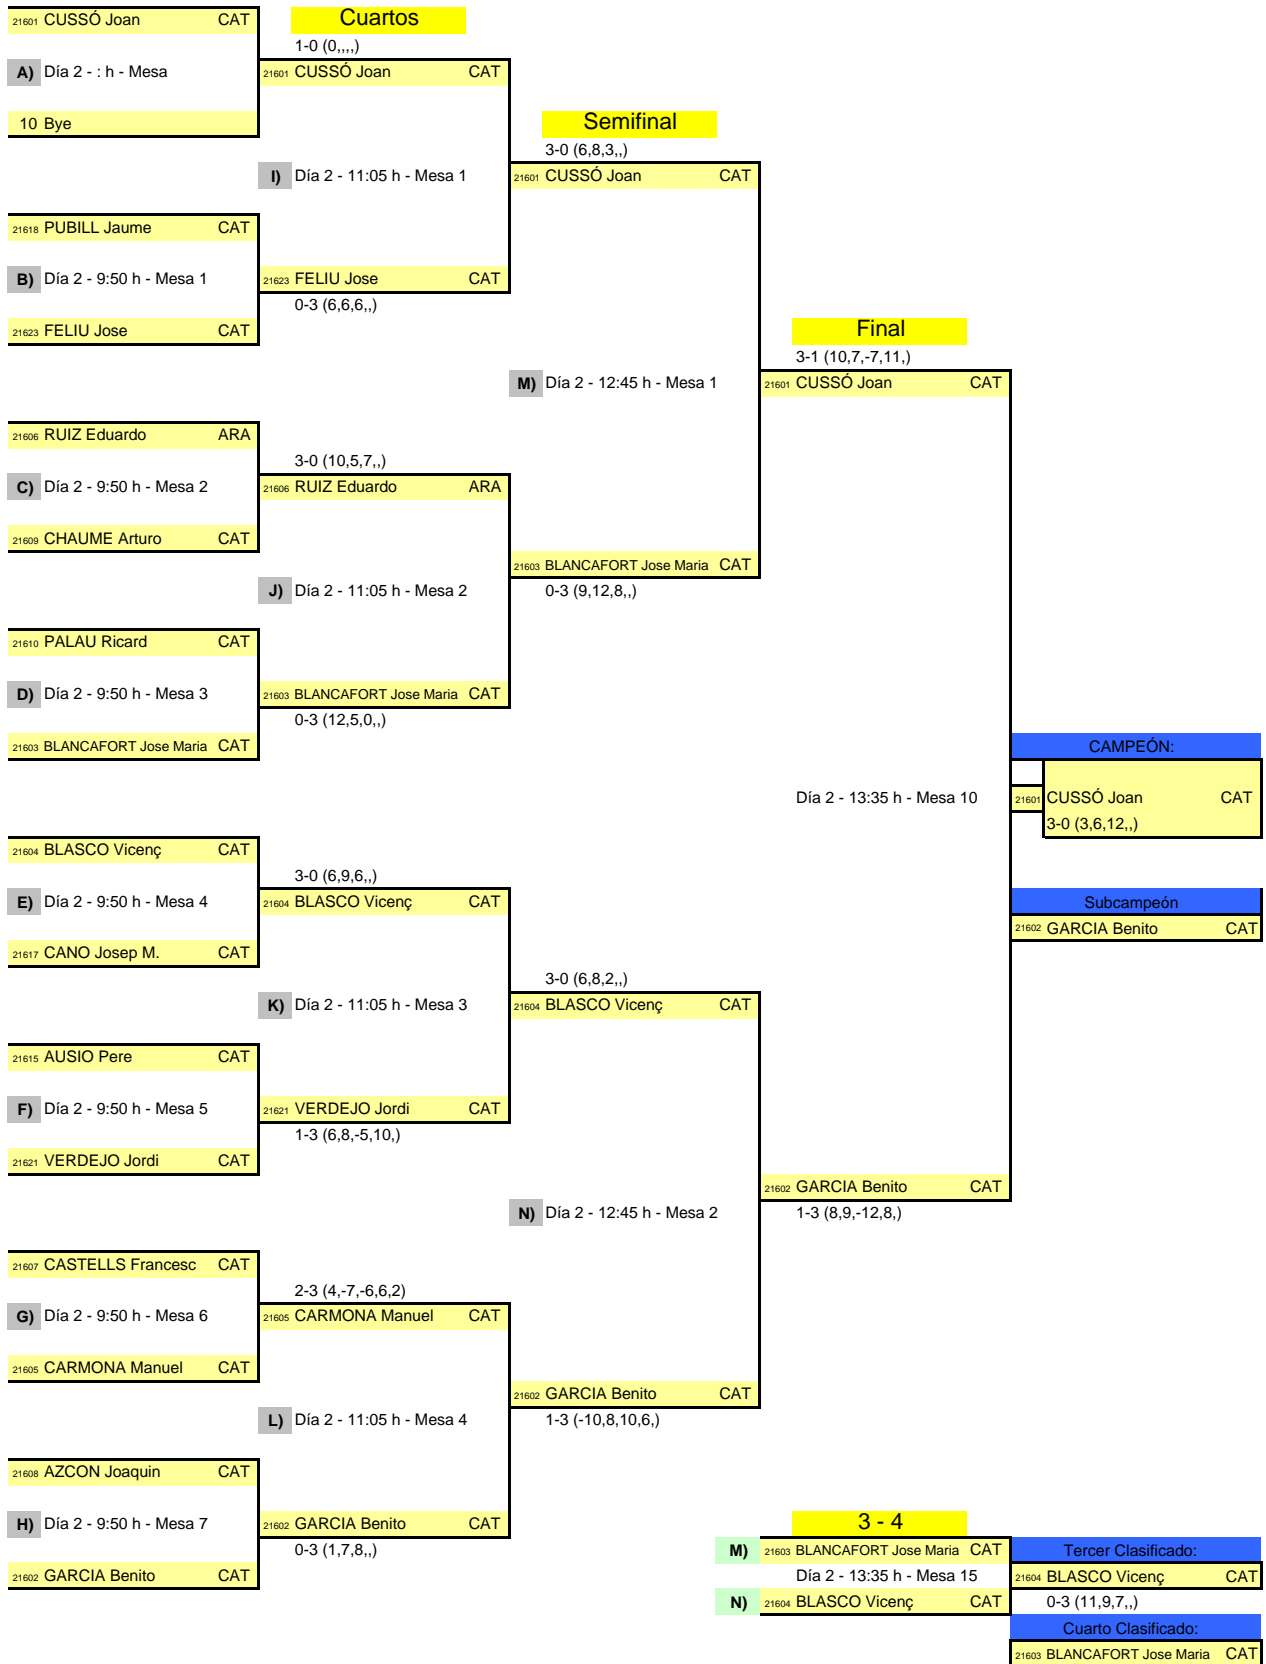 21601 CUSSÓ Joan CAT
Cuartos
1-0 (0,,,,)
A) Día 2 - : h - Mesa
21601 CUSSÓ Joan CAT
10 Bye
Semifinal
3-0 (6,8,3,,)
I) Día 2 - 11:05 h - Mesa 1
21601 CUSSÓ Joan CAT
21618 PUBILL Jaume CAT
B) Día 2 - 9:50 h - Mesa 1
21623 FELIU Jose CAT
0-3 (6,6,6,,)
21623 FELIU Jose CAT
Final
3-1 (10,7,-7,11,)
M) Día 2 - 12:45 h - Mesa 1
21601 CUSSÓ Joan CAT
21606 RUIZ Eduardo ARA
3-0 (10,5,7,,)
C) Día 2 - 9:50 h - Mesa 2
21606 RUIZ Eduardo ARA
21609 CHAUME Arturo CAT
21603 BLANCAFORT Jose Maria CAT
J) Día 2 - 11:05 h - Mesa 2
0-3 (9,12,8,,)
21610 PALAU Ricard CAT
D) Día 2 - 9:50 h - Mesa 3
21603 BLANCAFORT Jose Maria CAT
0-3 (12,5,0,,)
21603 BLANCAFORT Jose Maria CAT
CAMPEÓN:
Día 2 - 13:35 h - Mesa 10
21601 CUSSÓ Joan CAT
3-0 (3,6,12,,)
21604 BLASCO Vicenç CAT
3-0 (6,9,6,,)
E) Día 2 - 9:50 h - Mesa 4
21604 BLASCO Vicenç CAT
Subcampeón
21602 GARCIA Benito CAT
21617 CANO Josep M. CAT
3-0 (6,8,2,,)
K) Día 2 - 11:05 h - Mesa 3
21604 BLASCO Vicenç CAT
21615 AUSIO Pere CAT
F) Día 2 - 9:50 h - Mesa 5
21621 VERDEJO Jordi CAT
1-3 (6,8,-5,10,)
21621 VERDEJO Jordi CAT
21602 GARCIA Benito CAT
N) Día 2 - 12:45 h - Mesa 2
1-3 (8,9,-12,8,)
21607 CASTELLS Francesc CAT
2-3 (4,-7,-6,6,2)
G) Día 2 - 9:50 h - Mesa 6
21605 CARMONA Manuel CAT
21605 CARMONA Manuel CAT
21602 GARCIA Benito CAT
L) Día 2 - 11:05 h - Mesa 4
1-3 (-10,8,10,6,)
21608 AZCON Joaquin CAT
H) Día 2 - 9:50 h - Mesa 7
21602 GARCIA Benito CAT
0-3 (1,7,8,,)
21602 GARCIA Benito CAT
3 - 4
M) 21603 BLANCAFORT Jose Maria CAT
Tercer Clasificado:
Día 2 - 13:35 h - Mesa 15
21604 BLASCO Vicenç CAT
N) 21604 BLASCO Vicenç CAT
0-3 (11,9,7,,)
Cuarto Clasificado:
21603 BLANCAFORT Jose Maria CAT